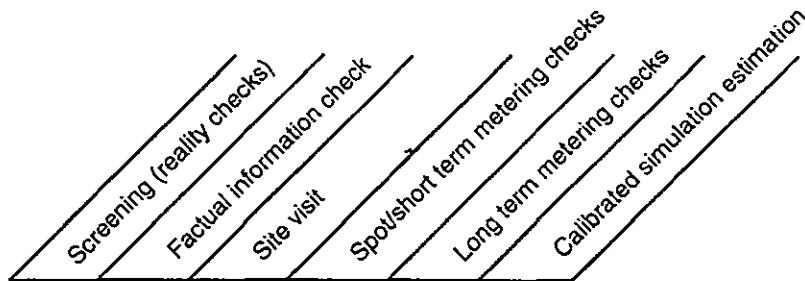 Screening (reality checks)
Factual information check
Site visit
Spot/short term metering checks
Long term metering checks
Calibrated simulation estimation